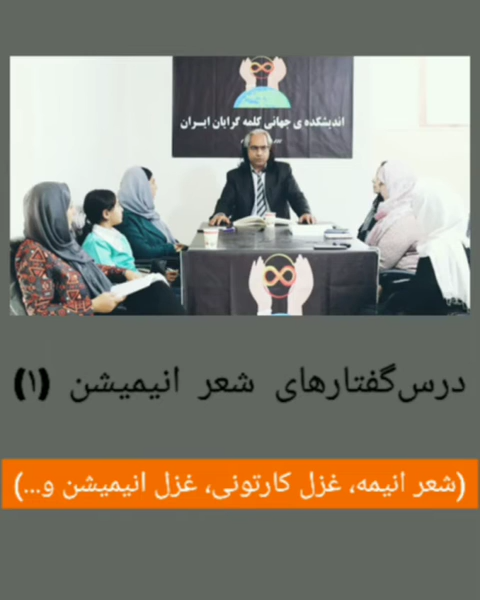 اندیشکده ی جهانی کلمه گرایان ایران
درس‌گفتارهای شعر انیمیشن (۱)
(شعر انیمه، غزل کارتونی، غزل انیمیشن و...)